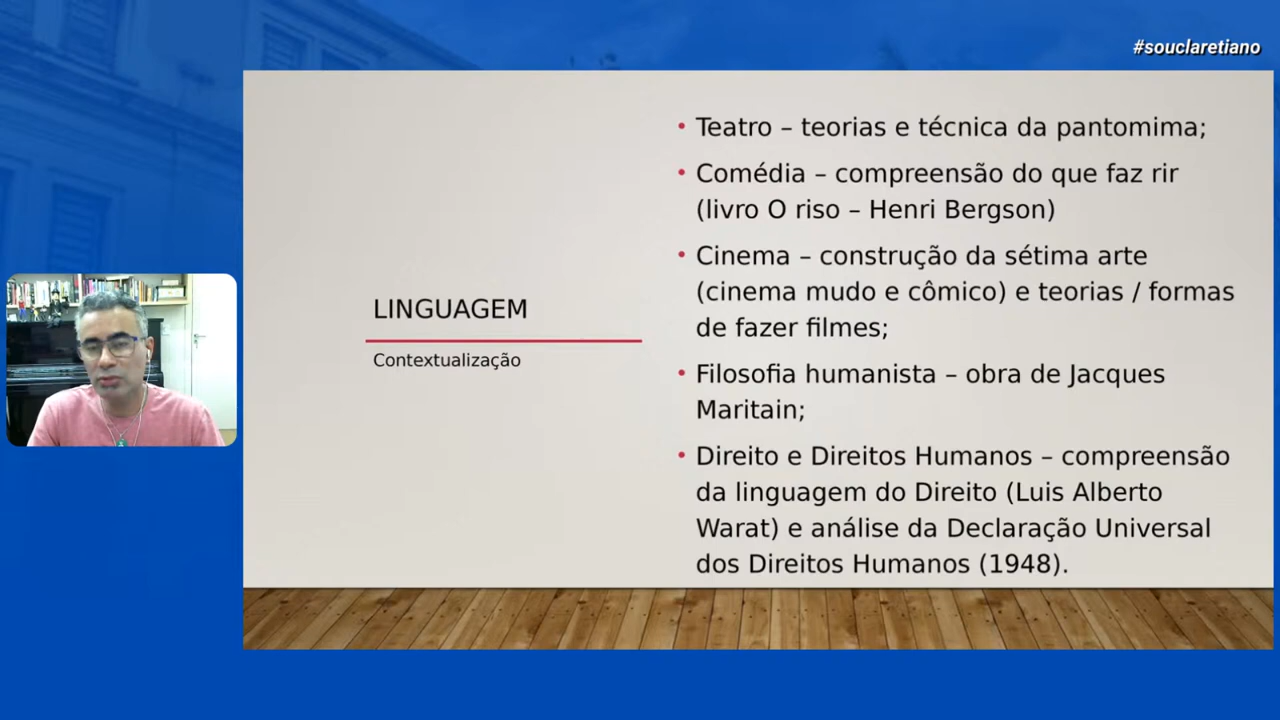 #souclaretiano
LINGUAGEM
Contextualização
• Teatro – teorias e técnica da pantomima;
• Comédia – compreensão do que faz rir
(livro O riso – Henri Bergson)
• Cinema – construção da sétima arte
(cinema mudo e cômico) e teorias / formas
de fazer filmes;
• Filosofia humanista – obra de Jacques
Maritain;
• Direito e Direitos Humanos – compreensão
da linguagem do Direito (Luis Alberto
Warat) e análise da Declaração Universal
dos Direitos Humanos (1948).